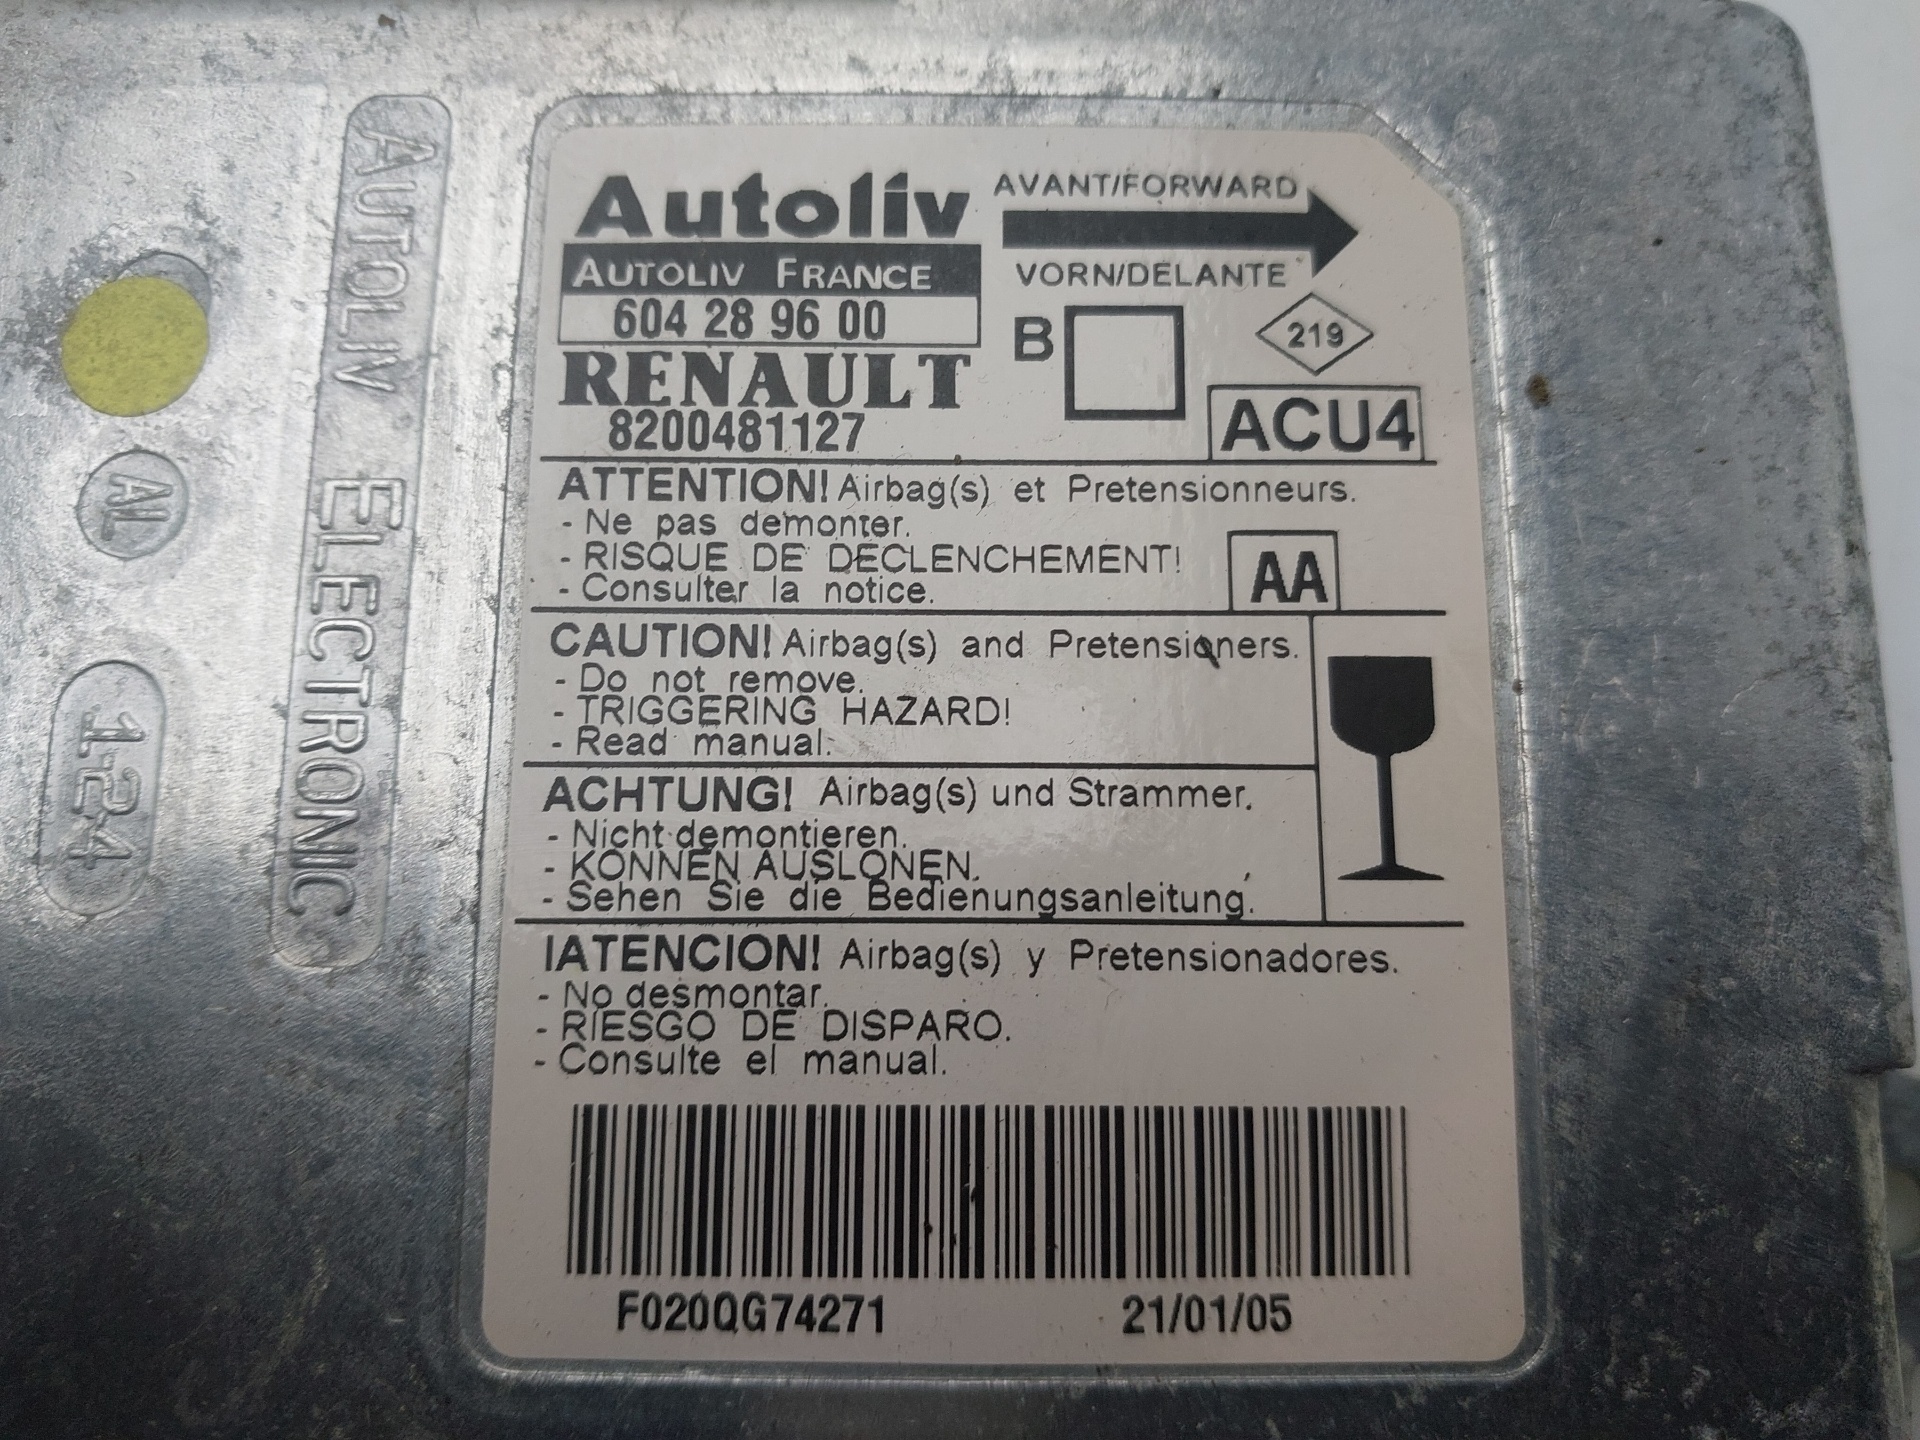 Autoliv
AUTOLIV FRANCE
604 28 96 00
RENAULT
8200481127
AVANT/FORWARD
VORN/DELANTE
B
219
ACU4
ATTENTION! Airbag(s) et Pretensionneurs.
- Ne pas demonter.
- RISQUE DE DECLENCHEMENT!
- Consulter la notice.
AA
CAUTION! Airbag(s) and Pretensioners.
- Do not remove.
- TRIGGERING HAZARD!
- Read manual.
ACHTUNG! Airbag(s) und Strammer.
- Nicht demontieren.
- KONNEN AUSLONEN.
- Sehen Sie die Bedienungsanleitung.
IATENCION! Airbag(s) y Pretensionadores.
- No desmontar.
- RIESGO DE DISPARO.
- Consulte el manual.
F020QG74271 21/01/05
AUTOLIV ELECTRONIC
AL
1-24